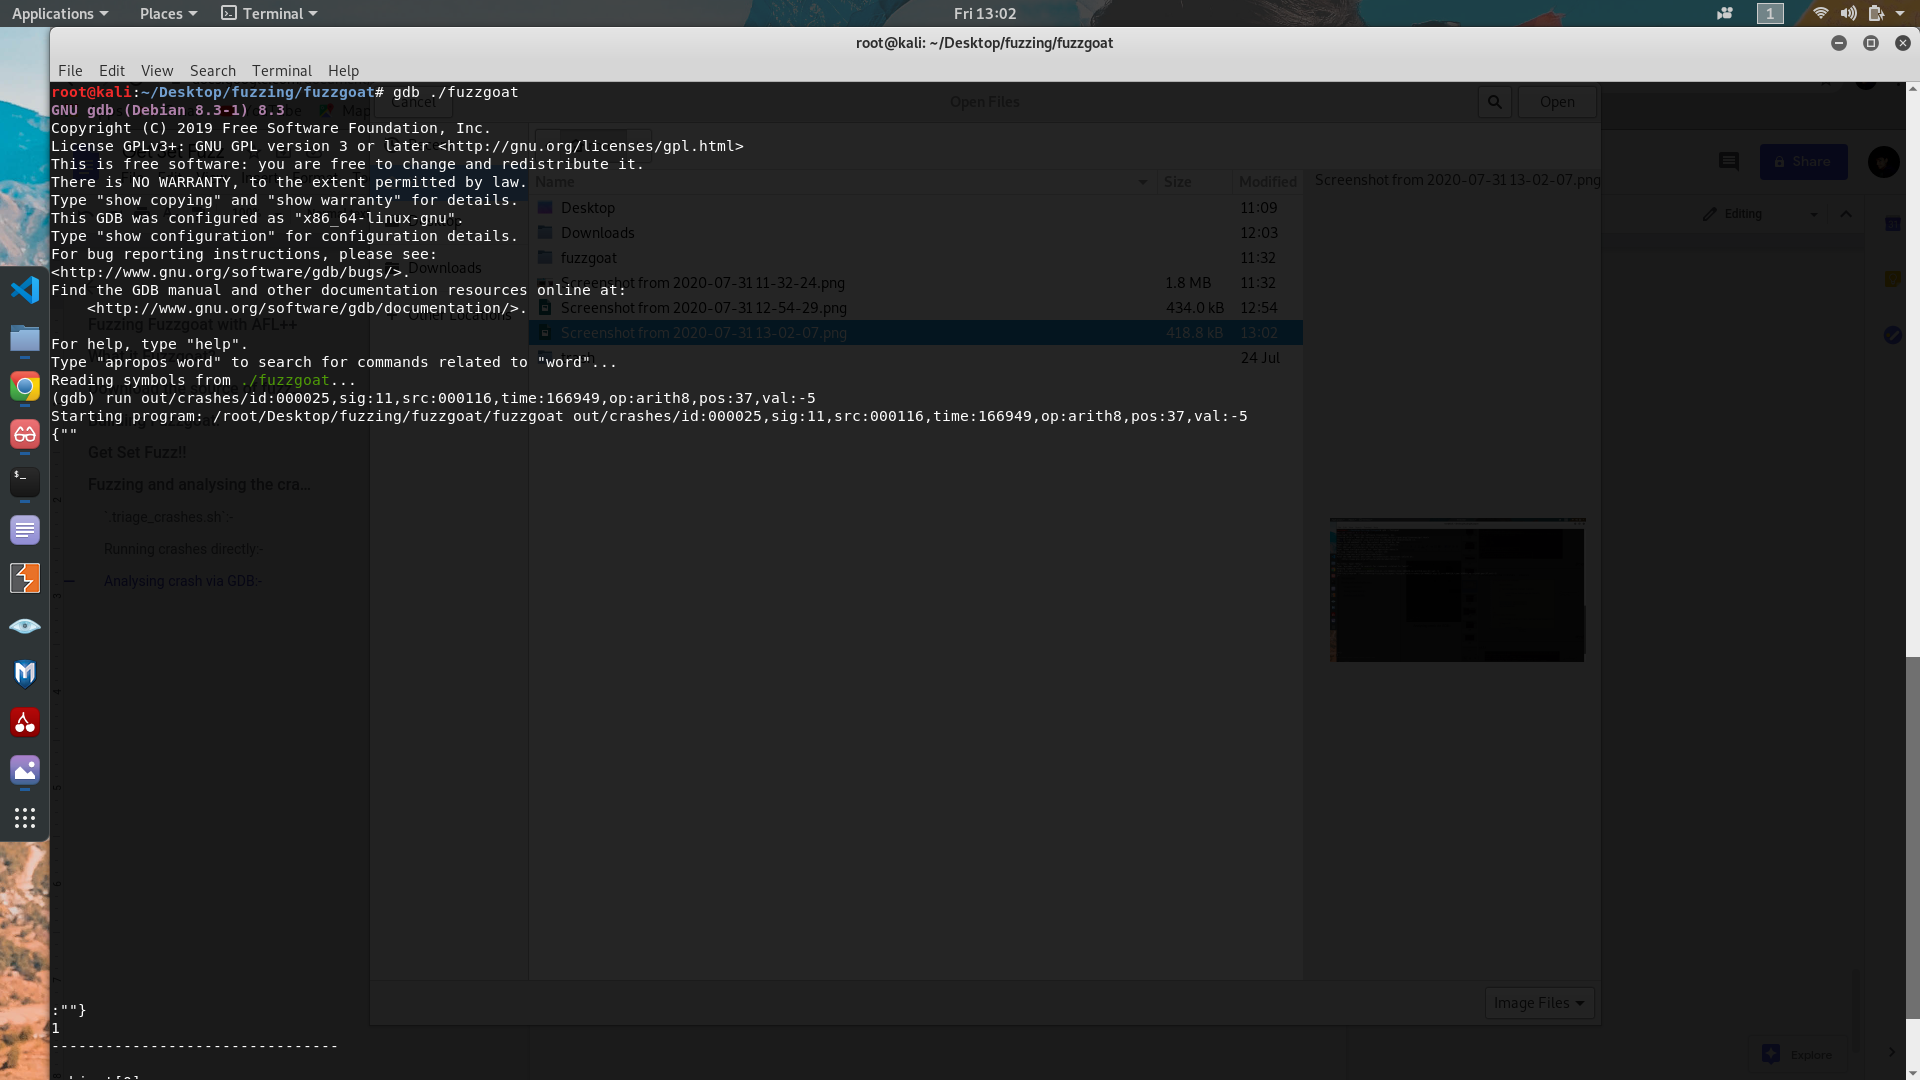 Applications Places Terminal Fri 13:02 1
root@kali: ~/Desktop/fuzzing/fuzzgoat
File Edit View Search Terminal Help
root@kali:~/Desktop/fuzzing/fuzzgoat# gdb ./fuzzgoat
GNU gdb (Debian 8.3-1) 8.3
Copyright (C) 2019 Free Software Foundation, Inc.
License GPLv3+: GNU GPL version 3 or later <http://gnu.org/licenses/gpl.html>
This is free software: you are free to change and redistribute it.
There is NO WARRANTY, to the extent permitted by law.
Type "show copying" and "show warranty" for details.
This GDB was configured as "x86_64-linux-gnu".
Type "show configuration" for configuration details.
For bug reporting instructions, please see:
<http://www.gnu.org/software/gdb/bugs/>.
Find the GDB manual and other documentation resources online at:
<http://www.gnu.org/software/gdb/documentation/>.
For help, type "help".
Type "apropos word" to search for commands related to "word"...
Reading symbols from ./fuzzgoat...
(gdb) run out/crashes/id:000025,sig:11,src:000116,time:166949,op:arith8,pos:37,val:-5
Starting program: /root/Desktop/fuzzing/fuzzgoat/fuzzgoat out/crashes/id:000025,sig:11,src:000116,time:166949,op:arith8,pos:37,val:-5
{""
:""}
1
--------------------------------
Cancel Open Files Open
Name Size Modified
Desktop 11:09
Downloads 12:03
fuzzgoat 11:32
Screenshot from 2020-07-31 11-32-24.png 1.8 MB 11:32
Screenshot from 2020-07-31 12-54-29.png 434.0 kB 12:54
Screenshot from 2020-07-31 13-02-07.png 418.8 kB 13:02
24 Jul
Screenshot from 2020-07-31 13-02-07.png
Downloads
Other Locations
Image Files
Share
Editing
Explore
Fuzzing Fuzzgoat with AFL++
Get Set Fuzz!!
Fuzzing and analysing the cra...
`.triage_crashes.sh`:-
Running crashes directly:-
Analysing crash via GDB:-